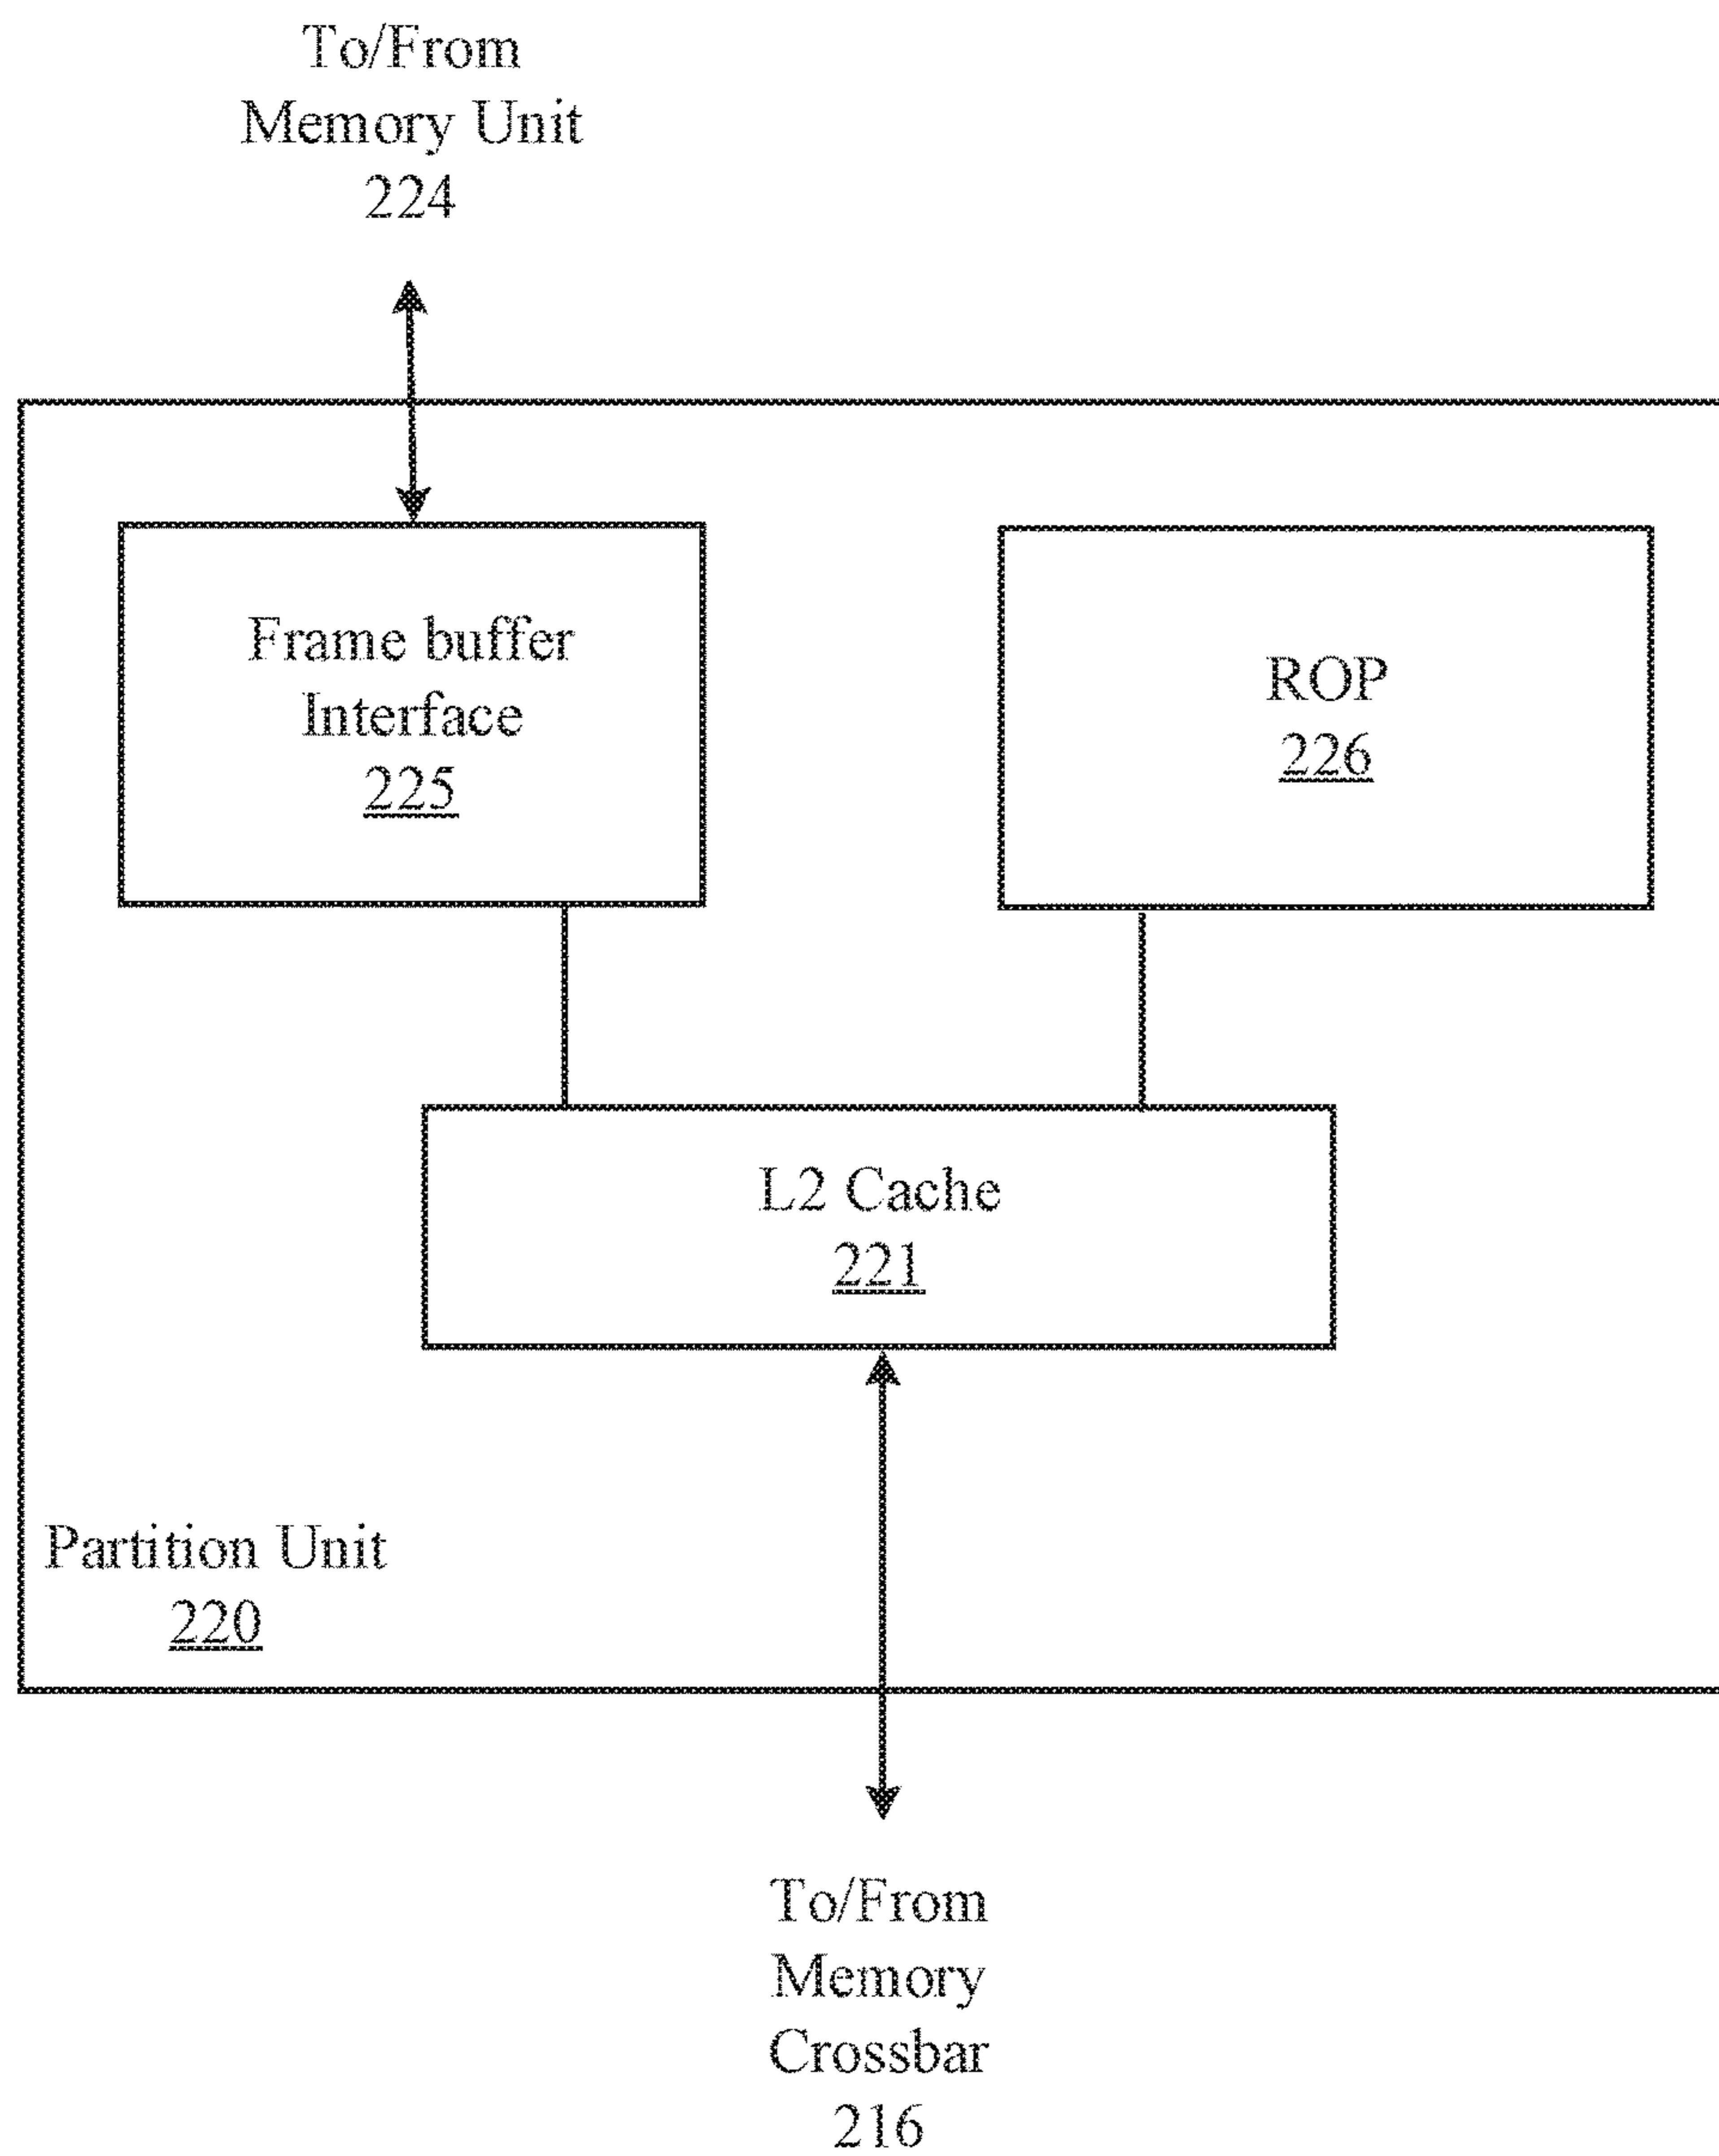 To/From
Memory Unit
224
Frame buffer
Interface
225
ROP
226
L2 Cache
221
Partition Unit
220
To/From
Memory
Crossbar
216